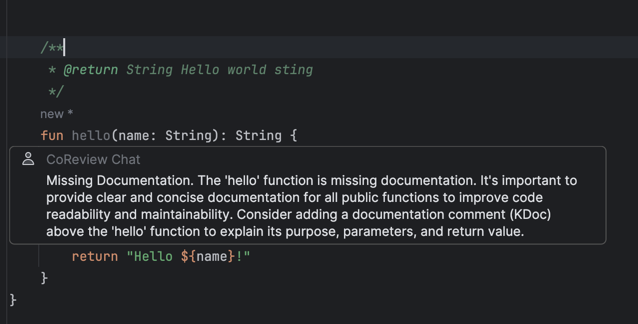 /**
* @return String Hello world sting
*/
new *
fun hello(name: String): String {
CoReview Chat
Missing Documentation. The 'hello' function is missing documentation. It's important to
provide clear and concise documentation for all public functions to improve code
readability and maintainability. Consider adding a documentation comment (KDoc)
above the 'hello' function to explain its purpose, parameters, and return value.
return "Hello ${name}!"
}
}